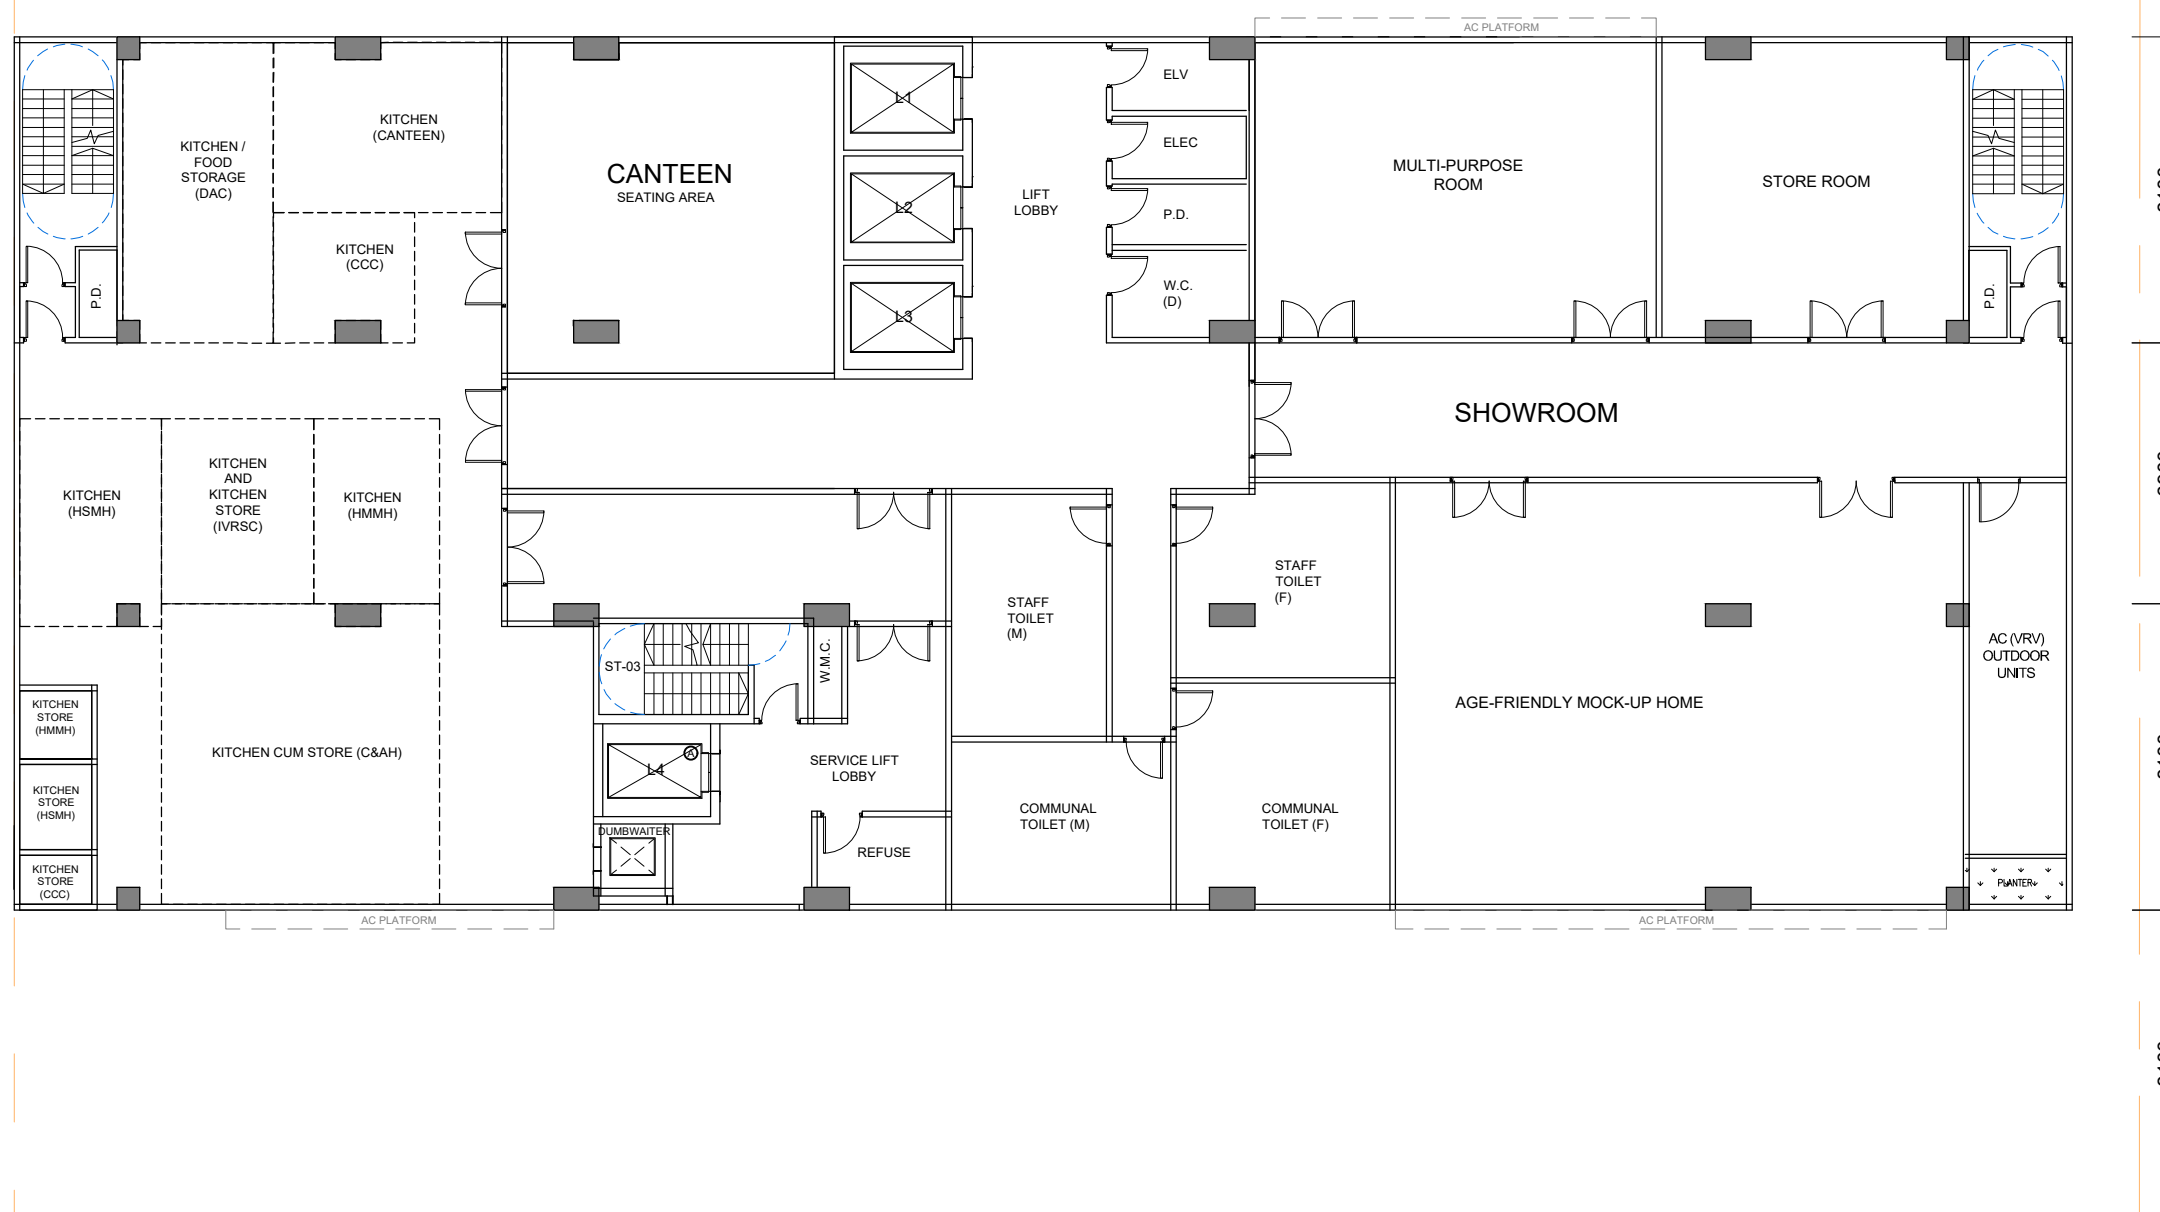 AC PLATFORM
KITCHEN /
FOOD
STORAGE
(DAC)
KITCHEN
(CANTEEN)
KITCHEN
(CCC)
P.D.
CANTEEN
SEATING AREA
L1
L2
L3
LIFT
LOBBY
ELV
ELEC
P.D.
W.C.
(D)
MULTI-PURPOSE
ROOM
STORE ROOM
P.D.
SHOWROOM
KITCHEN
(HSMH)
KITCHEN
AND
KITCHEN
STORE
(IVRSC)
KITCHEN
(HMMH)
STAFF
TOILET
(M)
STAFF
TOILET
(F)
ST-03
W.M.C.
AC (VRV)
OUTDOOR
UNITS
AGE-FRIENDLY MOCK-UP HOME
KITCHEN
STORE
(HMMH)
KITCHEN
STORE
(HSMH)
KITCHEN
STORE
(CCC)
KITCHEN CUM STORE (C&AH)
L4
A
SERVICE LIFT
LOBBY
DUMBWAITER
REFUSE
COMMUNAL
TOILET (M)
COMMUNAL
TOILET (F)
PLANTER
AC PLATFORM
AC PLATFORM